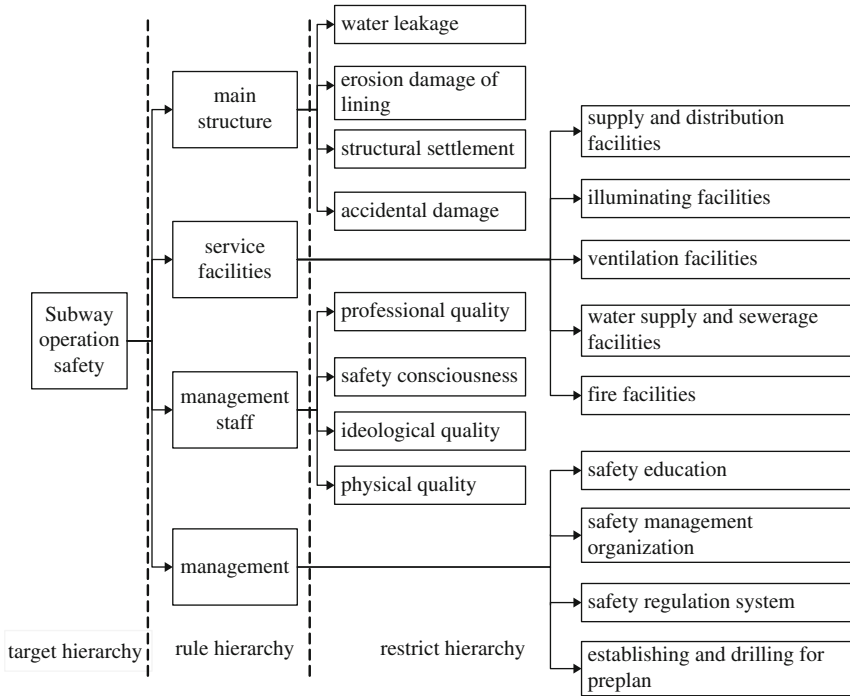 Subway
operation
safety
main
structure
service
facilities
management
staff
management
water leakage
erosion damage of
lining
structural settlement
accidental damage
professional quality
safety consciousness
ideological quality
physical quality
supply and distribution
facilities
illuminating facilities
ventilation facilities
water supply and sewerage
facilities
fire facilities
safety education
safety management
organization
safety regulation system
establishing and drilling for
preplan
target hierarchy
rule hierarchy
restrict hierarchy